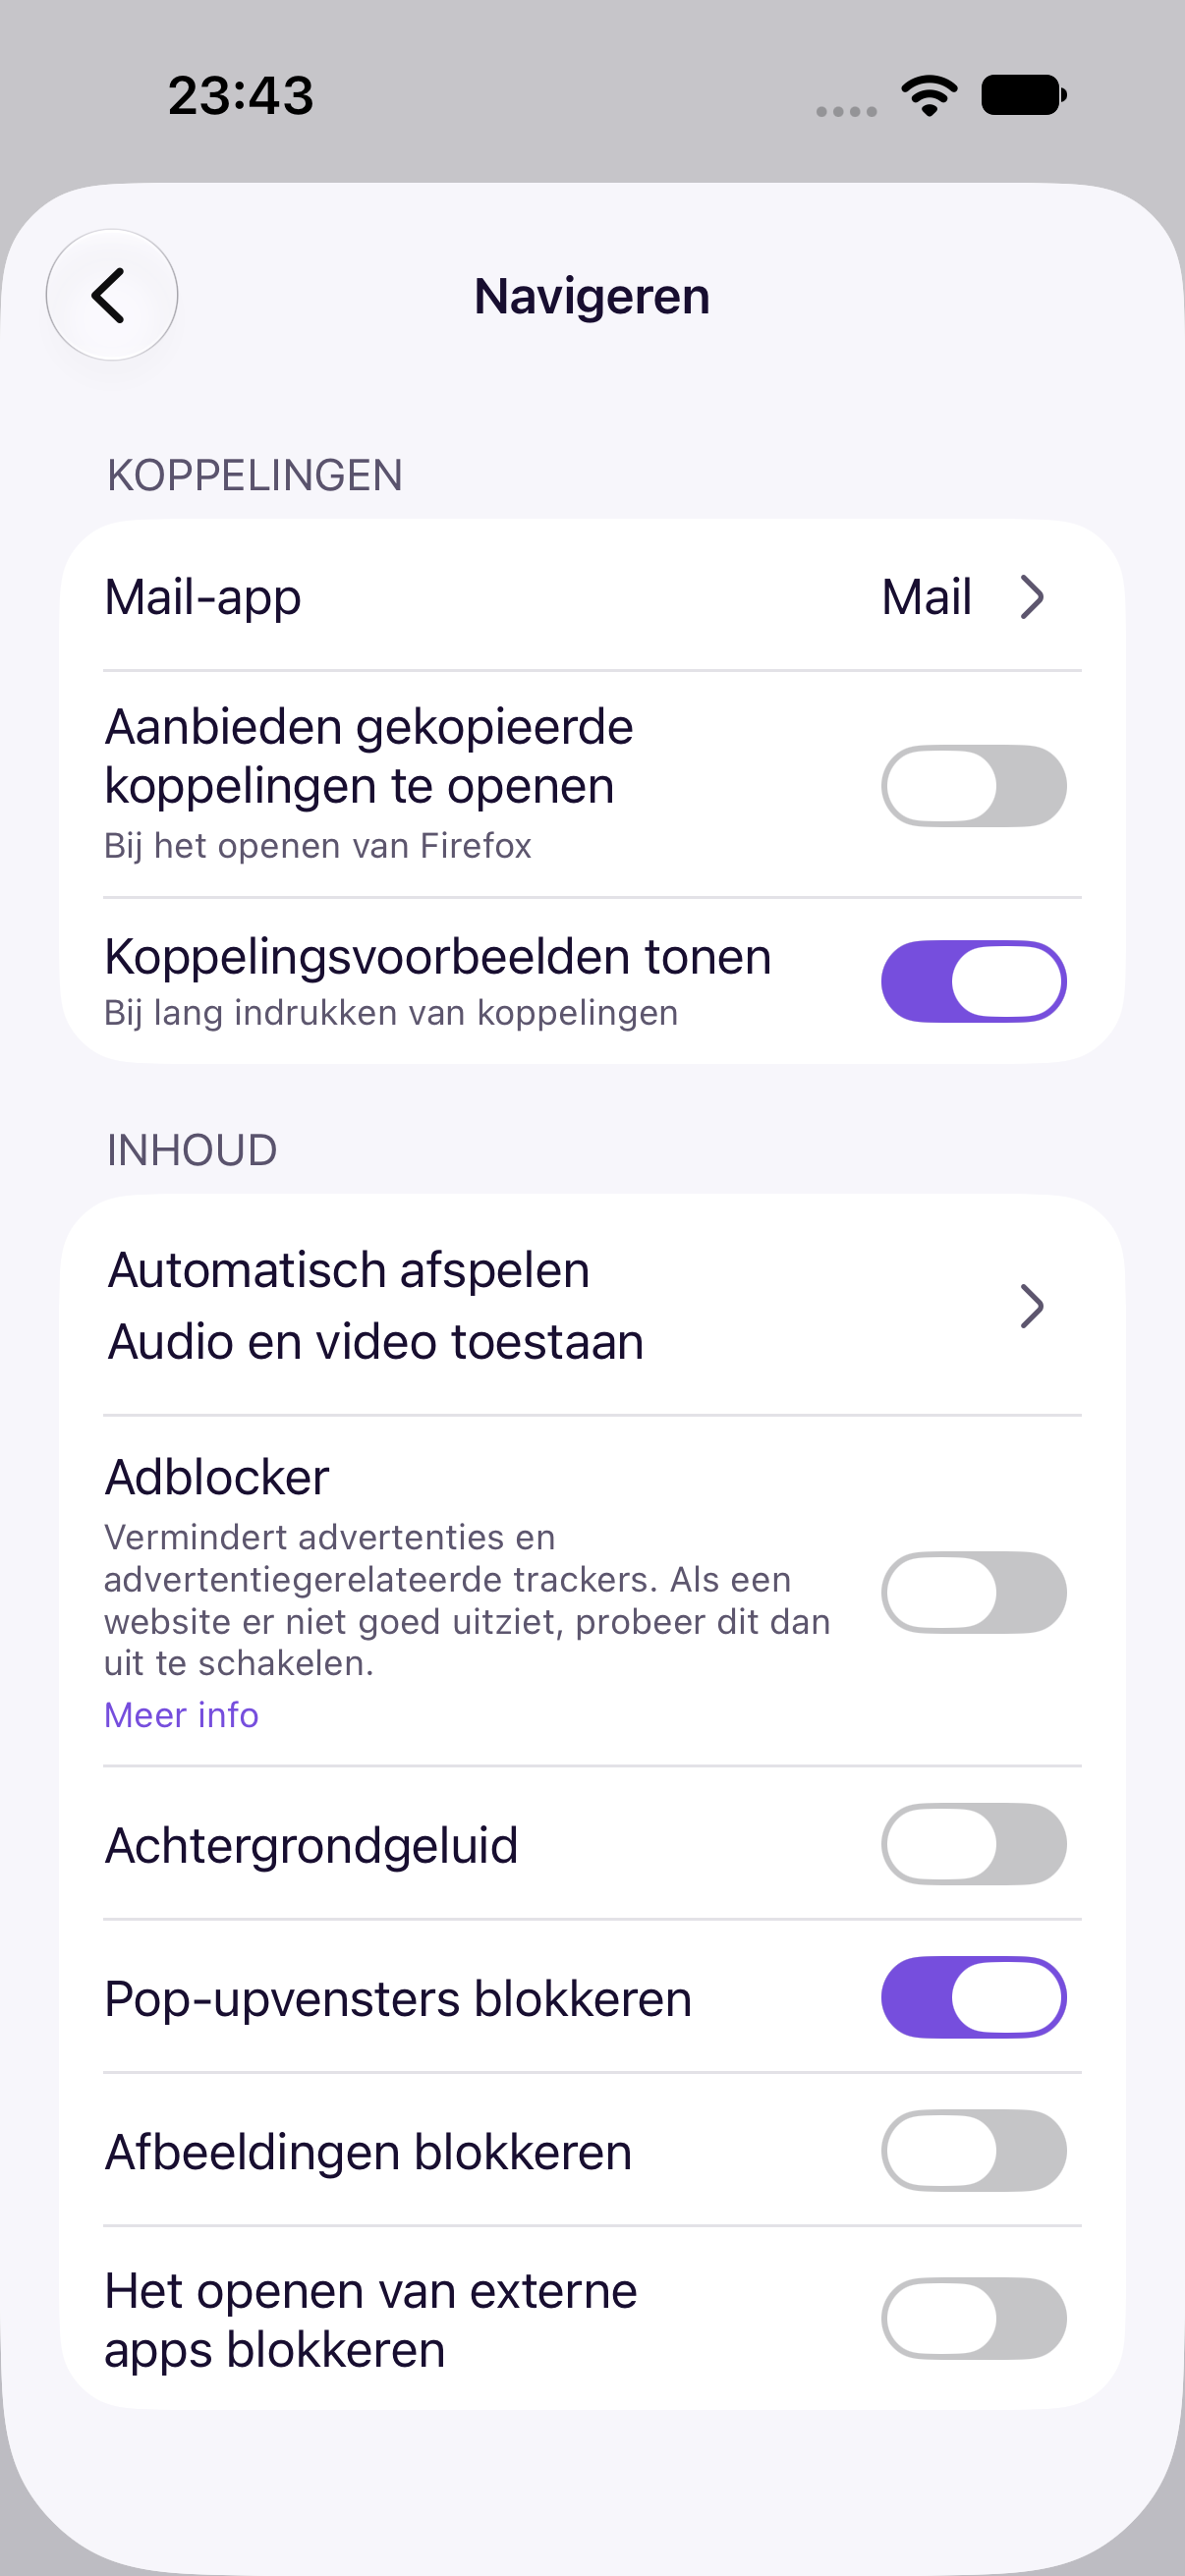 23:43
Navigeren
KOPPELINGEN
Mail-app
Mail
Aanbieden gekopieerde
koppelingen te openen
Bij het openen van Firefox
Koppelingsvoorbeelden tonen
Bij lang indrukken van koppelingen
INHOUD
Automatisch afspelen
Audio en video toestaan
Adblocker
Vermindert advertenties en
advertentiegerelateerde trackers. Als een
website er niet goed uitziet, probeer dit dan
uit te schakelen.
Meer info
Achtergrondgeluid
Pop-upvensters blokkeren
Afbeeldingen blokkeren
Het openen van externe
apps blokkeren